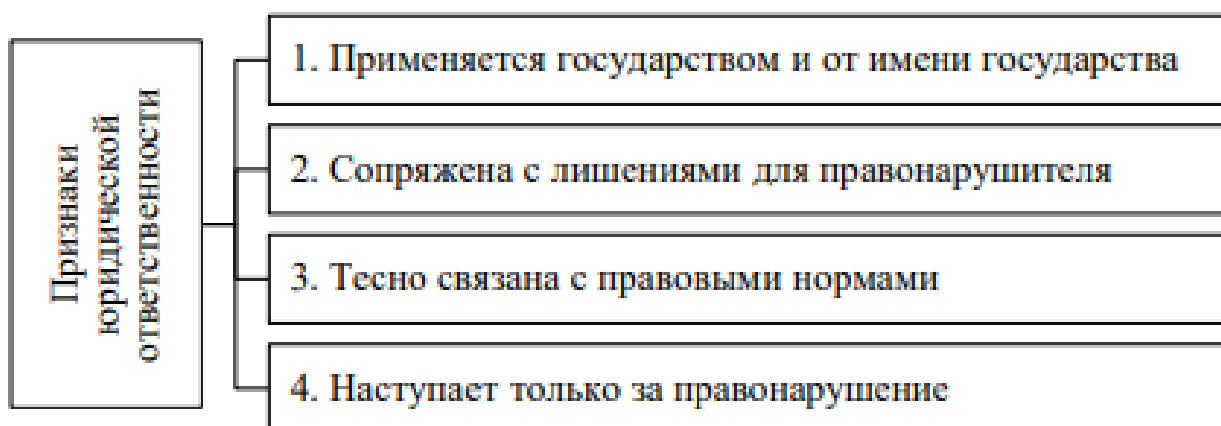 Признаки
юридической
ответственности
1. Применяется государством и от имени государства
2. Сопряжена с лишениями для правонарушителя
3. Тесно связана с правовыми нормами
4. Наступает только за правонарушение